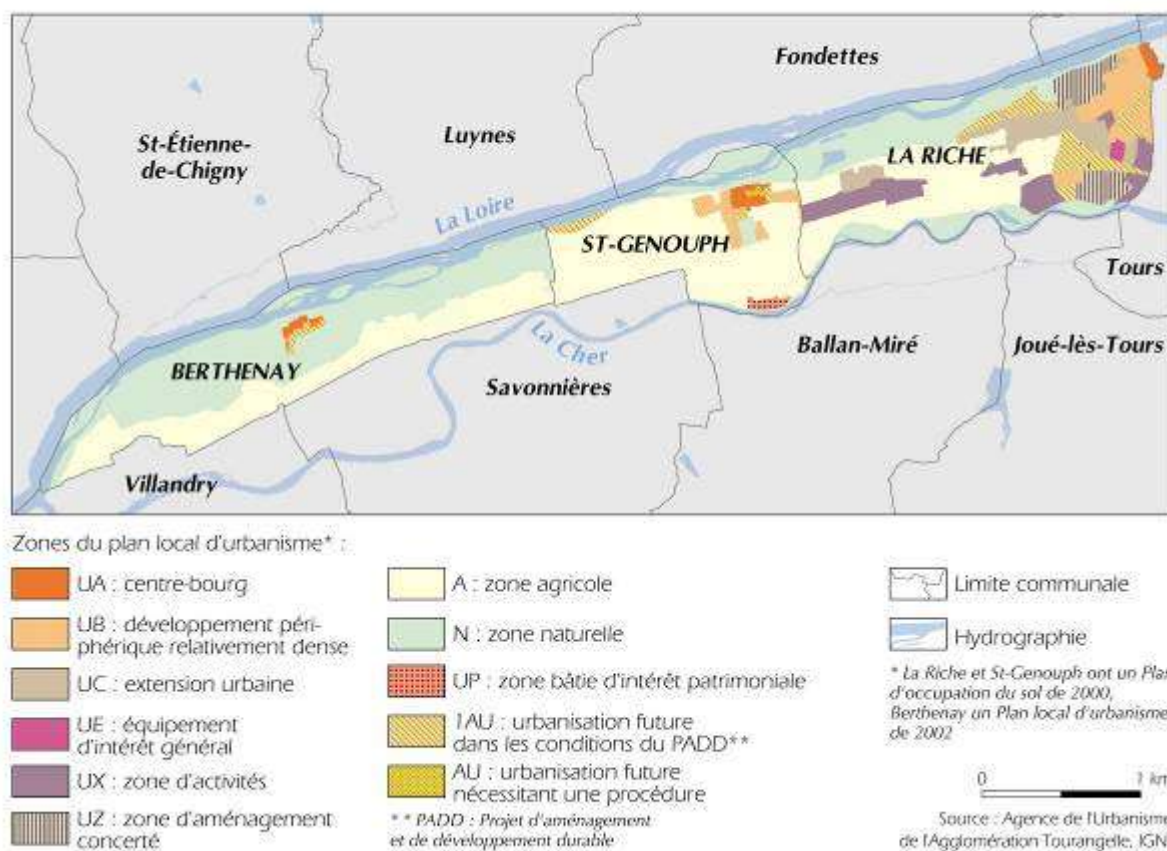 Fondettes
St-Étienne-
de-Chigny
Luynes
LA RICHE
La Loire
ST-GENOUPH
Tours
La Cher
Ballan-Miré
Joué-lès-Tours
BERTHENAY
Savonnières
Villandry
Zones du plan local d'urbanisme* :
UA : centre-bourg
UB : développement péri-
phérique relativement dense
UC : extension urbaine
UE : équipement
d'intérêt général
UX : zone d'activités
UZ : zone d'aménagement
concerté
A : zone agricole
N : zone naturelle
UP : zone bâtie d'intérêt patrimoniale
1AU : urbanisation future
dans les conditions du PADD**
AU : urbanisation future
nécessitant une procédure
** PADD : Projet d'aménagement
et de développement durable
Limite communale
Hydrographie
* La Riche et St-Genouph ont un Plan
d'occupation du sol de 2000,
Berthenay un Plan local d'urbanisme
de 2002
0 1 km
Source : Agence de l'Urbanisme
de l'Agglomération Tourangelle, IGN